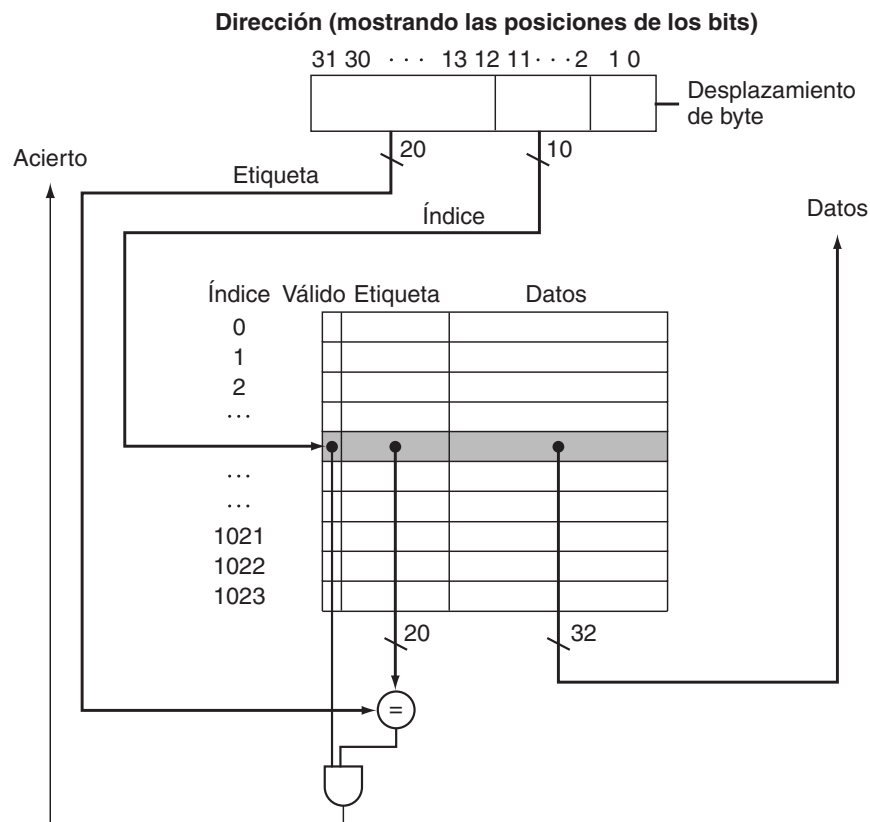 Dirección (mostrando las posiciones de los bits)
31 30 · · · 13 12 11 · · · 2 1 0
Desplazamiento
de byte
20
10
Acierto
Etiqueta
Índice
Datos
Índice Válido Etiqueta Datos
0
1
2
...
...
...
1021
1022
1023
20
32
=